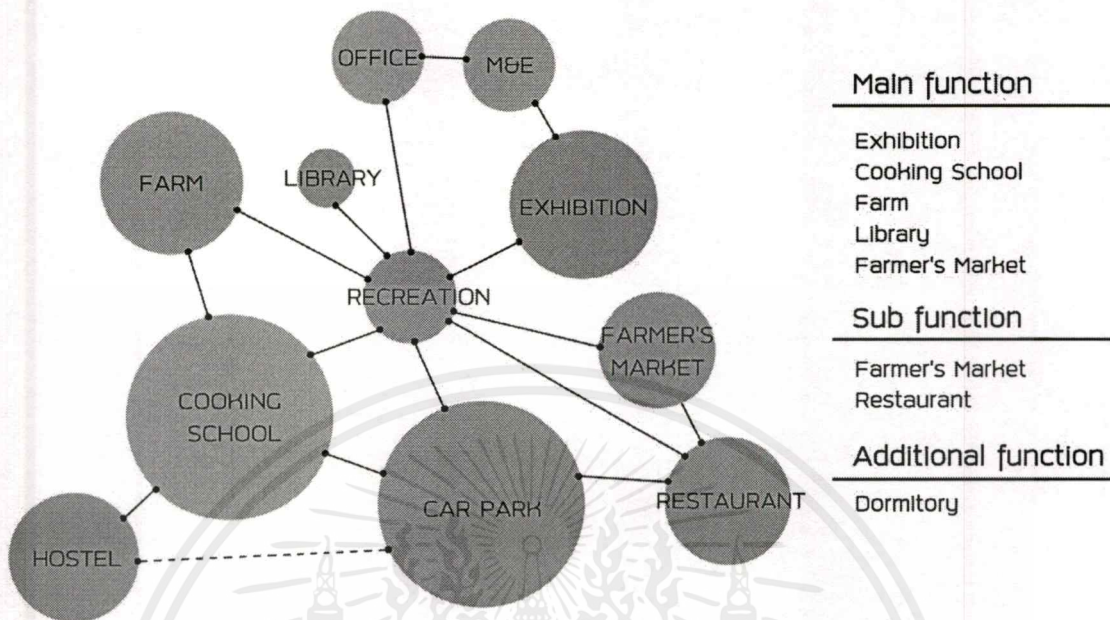 OFFICE
M&E
FARM
LIBRARY
EXHIBITION
RECREATION
FARMER'S
MARKET
COOKING
SCHOOL
CAR PARK
RESTAURANT
HOSTEL
Main function
Exhibition
Cooking School
Farm
Library
Farmer's Market
Sub function
Farmer's Market
Restaurant
Additional function
Dormitory